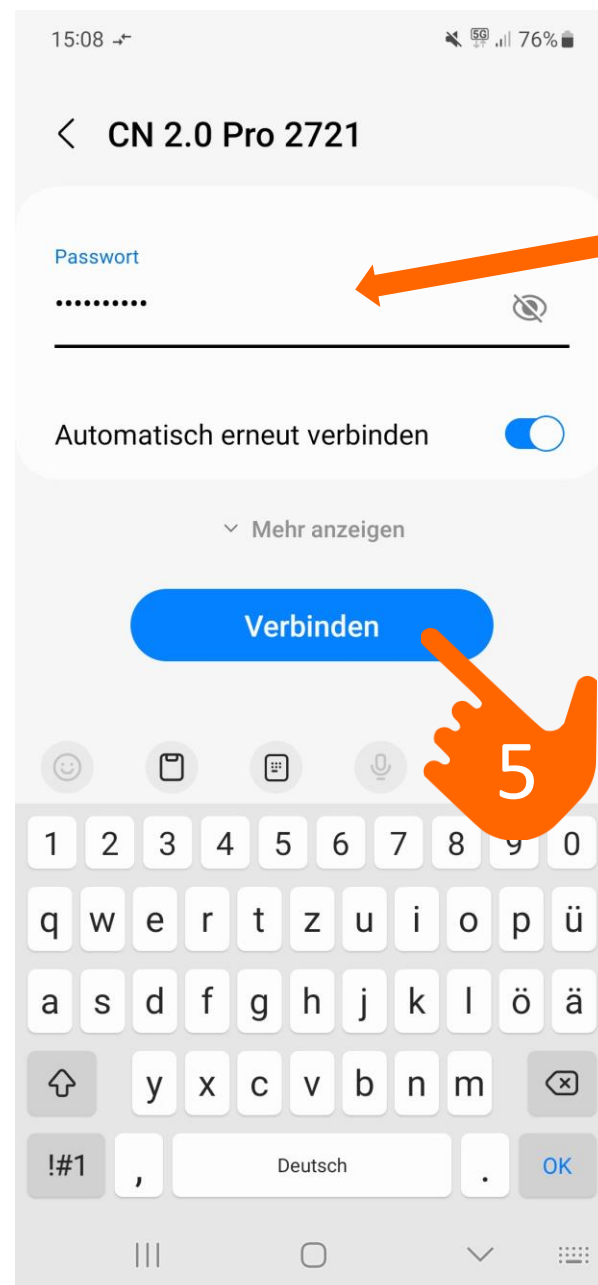 15:08 5G 76%
CN 2.0 Pro 2721
Passwort
••••••••••
Automatisch erneut verbinden
Mehr anzeigen
Verbinden
5
1 2 3 4 5 6 7 8 9 0
q w e r t z u i o p ü
a s d f g h j k l ö ä
y x c v b n m
!#1 , Deutsch . OK